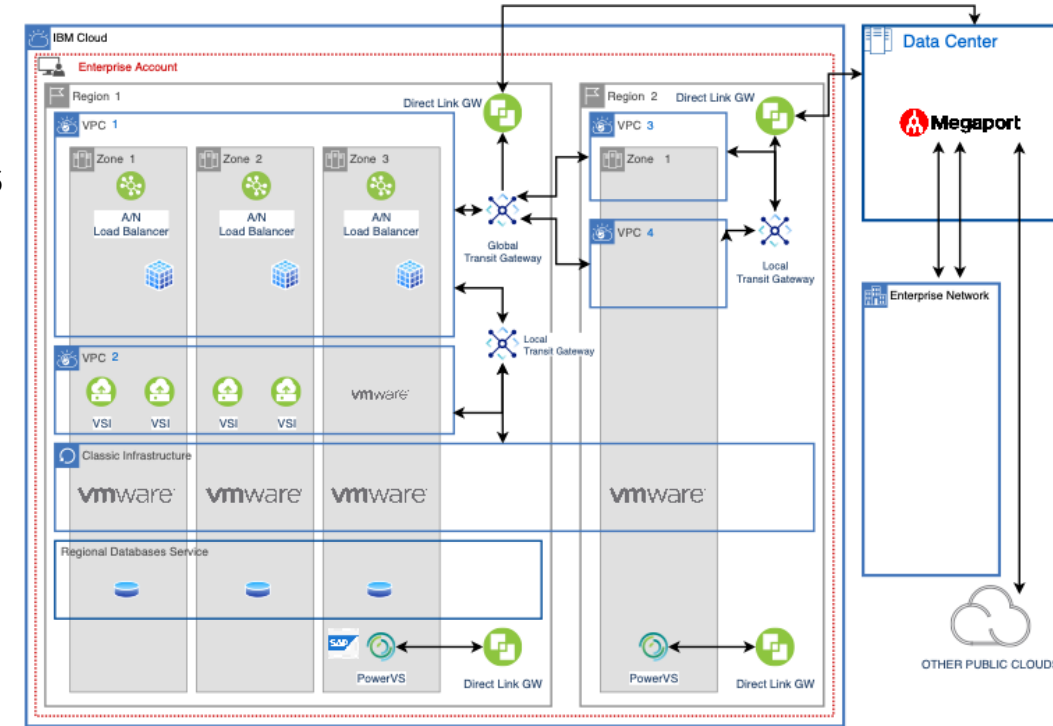 IBM Cloud
Data Center
Enterprise Account
Region 1
Direct Link GW
Region 2
Direct Link GW
VPC 1
VPC 3
Megaport
Zone 1
Zone 2
Zone 3
Zone 1
A/N
Load Balancer
A/N
Load Balancer
A/N
Load Balancer
Global
Transit Gateway
VPC 4
Local
Transit Gateway
Enterprise Network
Local
Transit Gateway
VPC 2
VSI
VSI
VSI
VSI
vmware
Classic Infrastructure
vmware
vmware
vmware
vmware
Regional Databases Service
SAP
PowerVS
Direct Link GW
PowerVS
Direct Link GW
OTHER PUBLIC CLOUDS